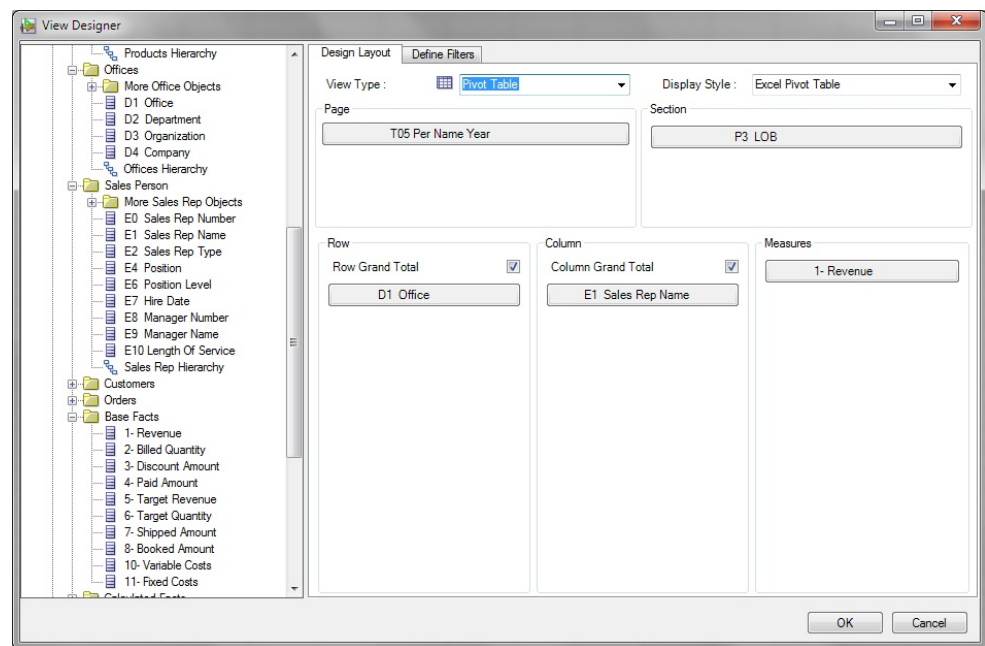 View Designer
Products Hierarchy
Offices
More Office Objects
D1 Office
D2 Department
D3 Organization
D4 Company
Offices Hierarchy
Sales Person
More Sales Rep Objects
E0 Sales Rep Number
E1 Sales Rep Name
E2 Sales Rep Type
E4 Position
E6 Position Level
E7 Hire Date
E8 Manager Number
E9 Manager Name
E10 Length Of Service
Sales Rep Hierarchy
Customers
Orders
Base Facts
1- Revenue
2- Billed Quantity
3- Discount Amount
4- Paid Amount
5- Target Revenue
6- Target Quantity
7- Shipped Amount
8- Booked Amount
10- Variable Costs
11- Fixed Costs
Calculated Facts
Design Layout Define Filters
View Type : Pivot Table Display Style : Excel Pivot Table
Page Section
T05 Per Name Year P3 LOB
Row Column Measures
Row Grand Total Column Grand Total
D1 Office E1 Sales Rep Name 1- Revenue
OK Cancel